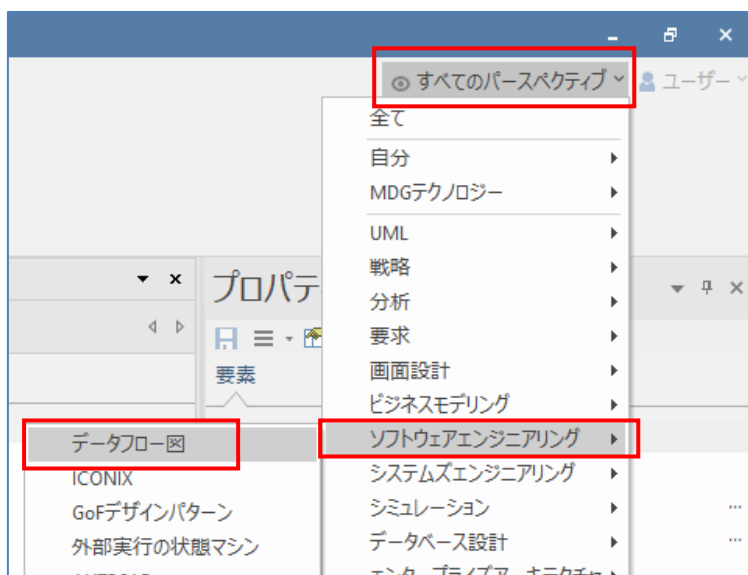 すべてのパースペクティブ
ユーザー
全て
自分
MDGテクノロジー
UML
戦略
プロパテ
分析
要求
要素
画面設計
ビジネスモデリング
ソフトウェアエンジニアリング
データフロー図
システムズエンジニアリング
ICONIX
シミュレーション
GoFデザインパターン
データベース設計
外部実行の状態マシン